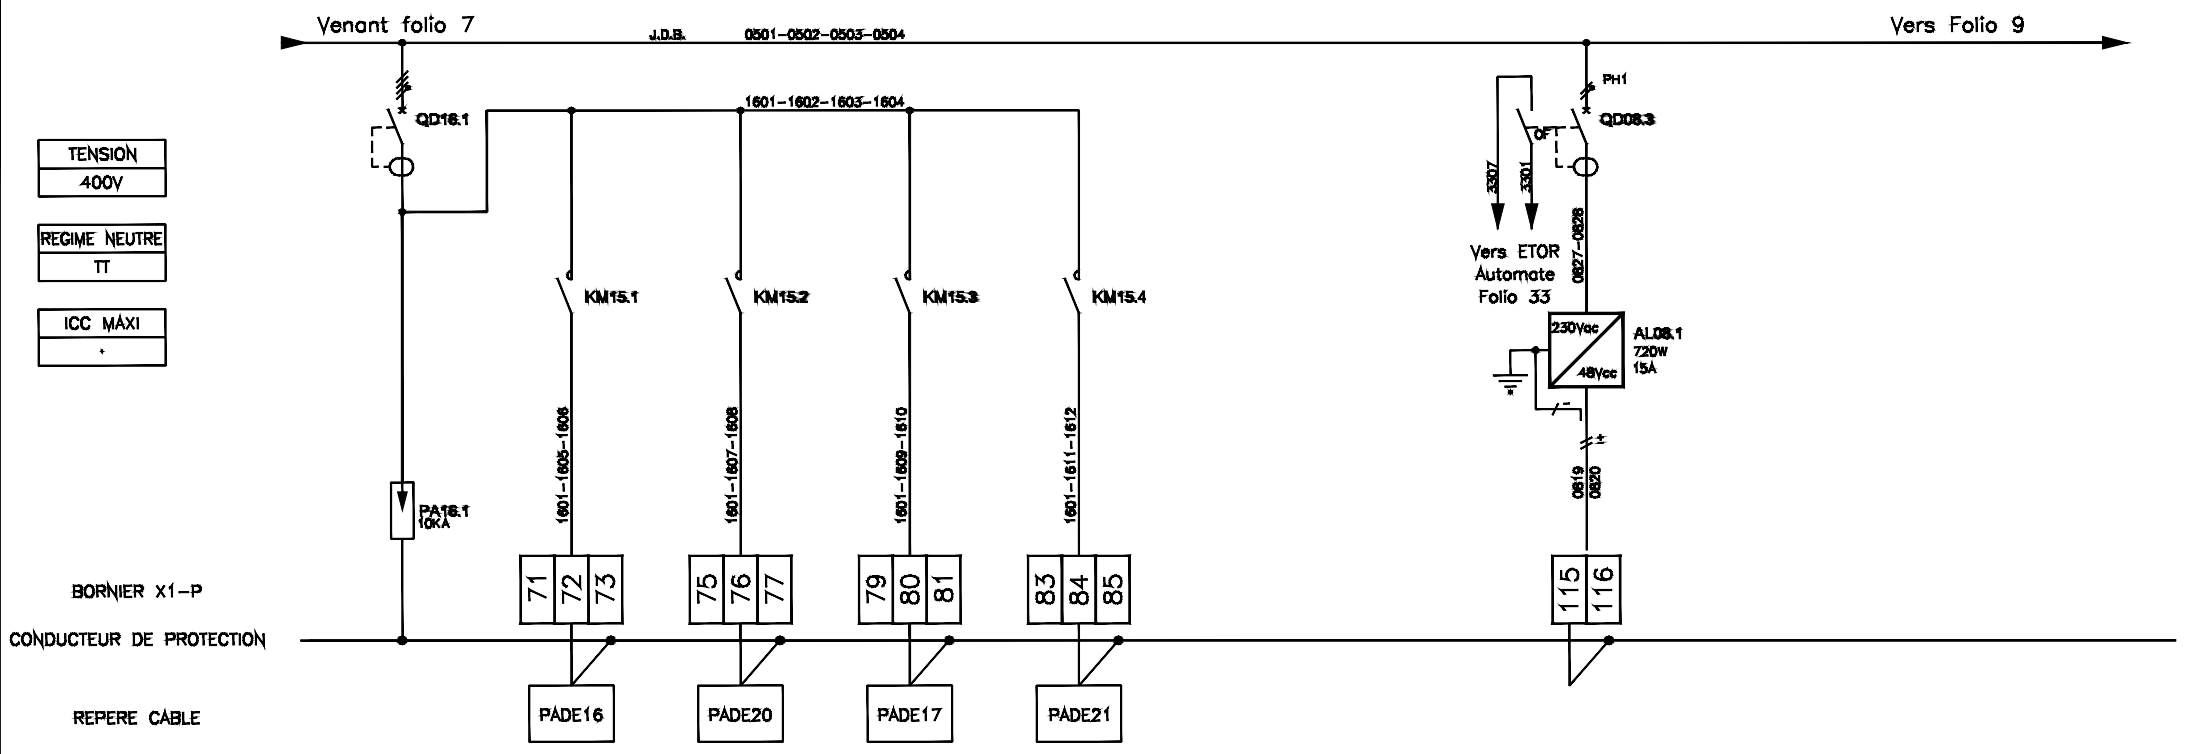 Venant folio 7
J.D.B.
0501-0502-0503-0504
Vers Folio 9
PH1
1601-1602-1603-1604
QD16.1
OF
QD08.3
TENSION
400V
3307
3301
REGIME NEUTRE
TT
0827-0828
Vers ETOR
Automate
Folio 33
KM15.1
KM15.2
KM15.3
KM15.4
ICC MAXI
*
230Vac
48Vcc
AL08.1
720W
15A
1601-1605-1606
1601-1607-1608
1601-1609-1610
1601-1611-1612
- 
±
0819
0820
PA16.1
10KA
BORNIER X1-P
71 72 73
75 76 77
79 80 81
83 84 85
115 116
CONDUCTEUR DE PROTECTION
REPERE CABLE
PADE16
PADE20
PADE17
PADE21